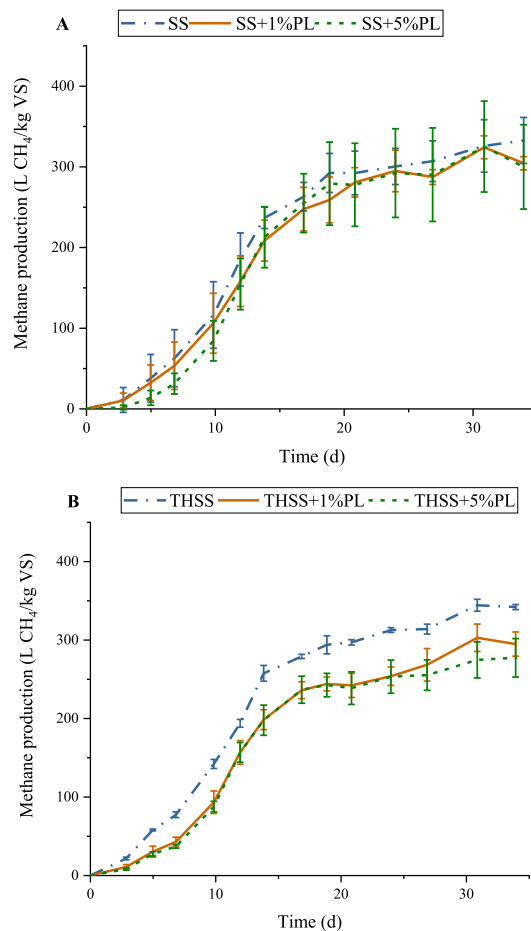 A
SS SS+1%PL SS+5%PL
Methane production (L CH₄/kg VS)
400
300
200
100
0
0 10 20 30
Time (d)
B
THSS THSS+1%PL THSS+5%PL
Methane production (L CH₄/kg VS)
400
300
200
100
0
0 10 20 30
Time (d)